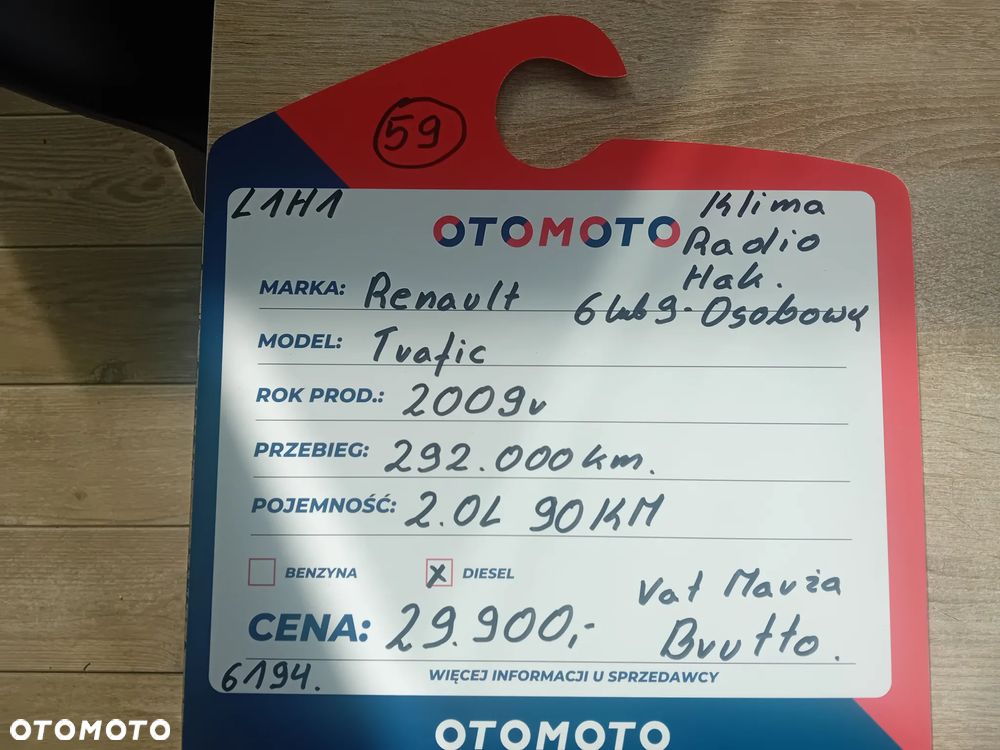 59
L1H1
OTOMOTO
Klima
Radio
Hak.
6 lub 9-Osobowy
MARKA: Renault
MODEL: Trafic
ROK PROD.: 2009r
PRZEBIEG: 292.000 km.
POJEMNOŚĆ: 2.0L 90KM
BENZYNA X DIESEL
CENA: 29.900,-
Vat Marża
Brutto.
6194.
WIĘCEJ INFORMACJI U SPRZEDAWCY
OTOMOTO
OTOMOTO